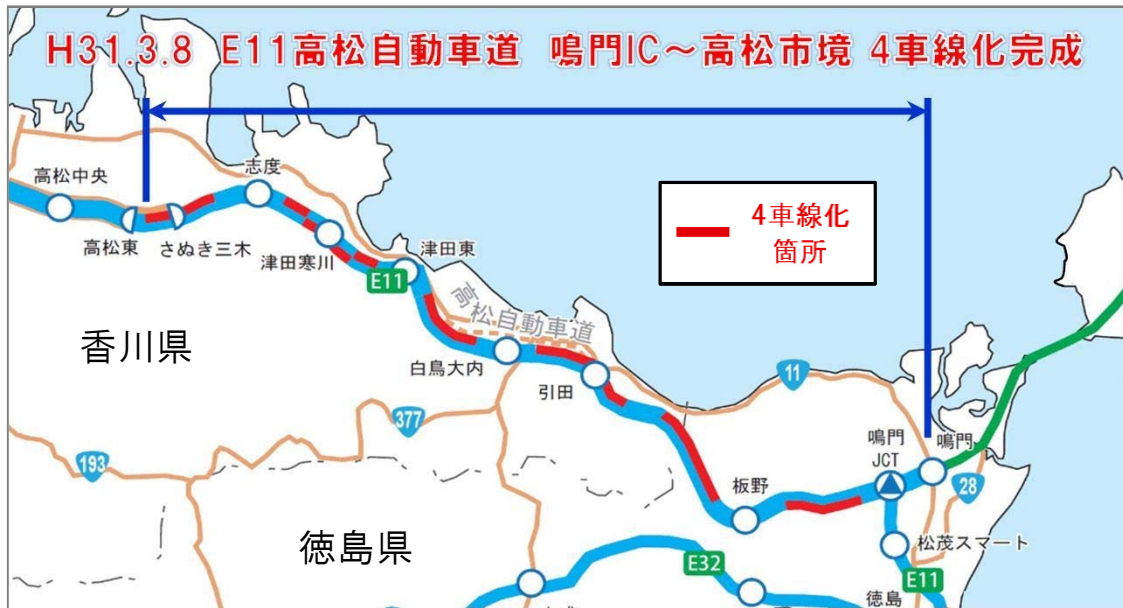 H31.3.8 E11高松自動車道 鳴門IC～高松市境 4車線化完成
志度
高松中央
4車線化
箇所
高松東
さぬき三木
津田寒川
津田東
E11
高松自動車道
香川県
白鳥大内
引田
11
377
鳴門
JCT
鳴門
193
板野
28
徳島県
松茂スマート
E32
E11
徳島